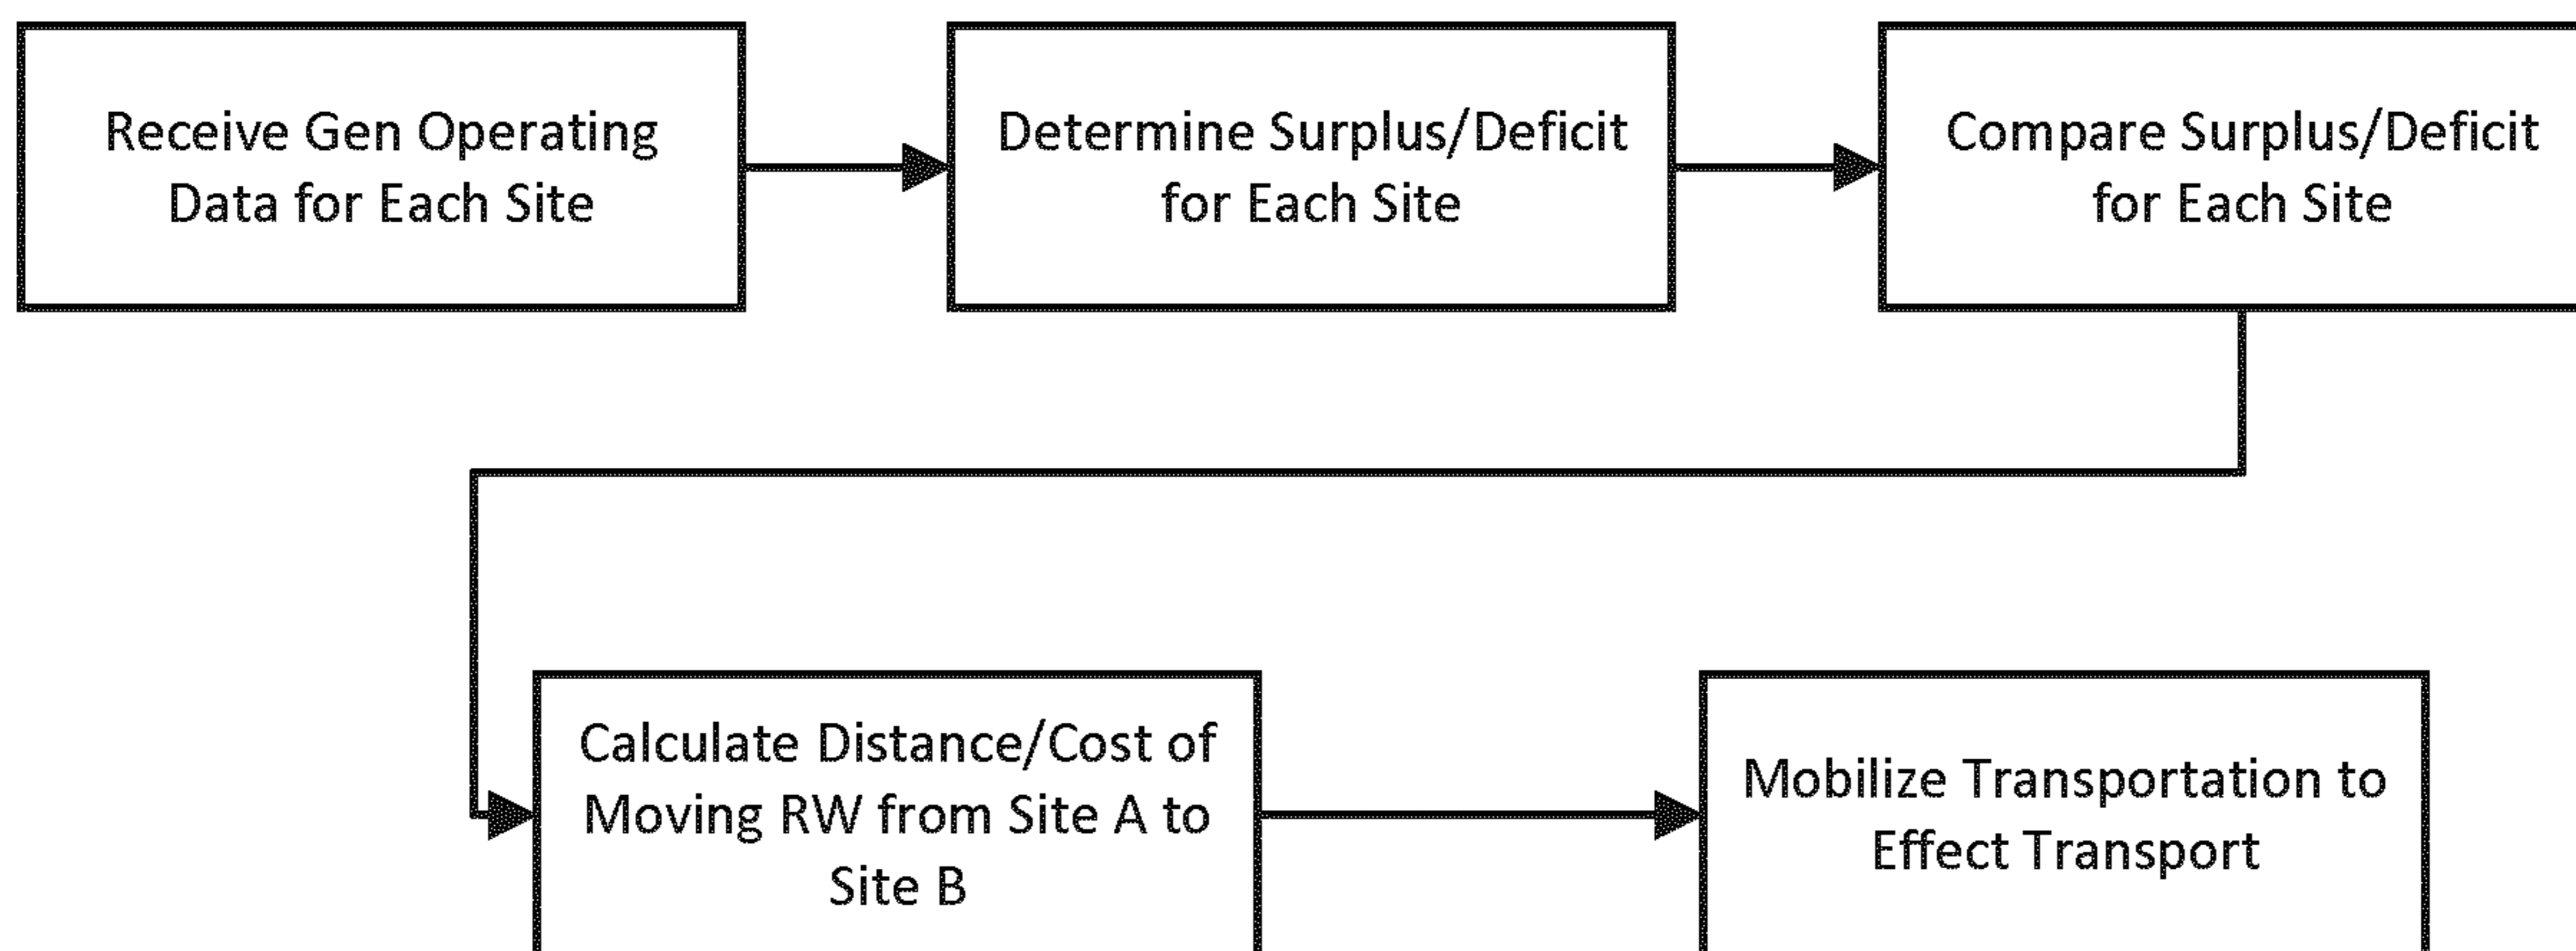 Receive Gen Operating
Data for Each Site
Determine Surplus/Deficit
for Each Site
Compare Surplus/Deficit
for Each Site
Calculate Distance/Cost of
Moving RW from Site A to
Site B
Mobilize Transportation to
Effect Transport